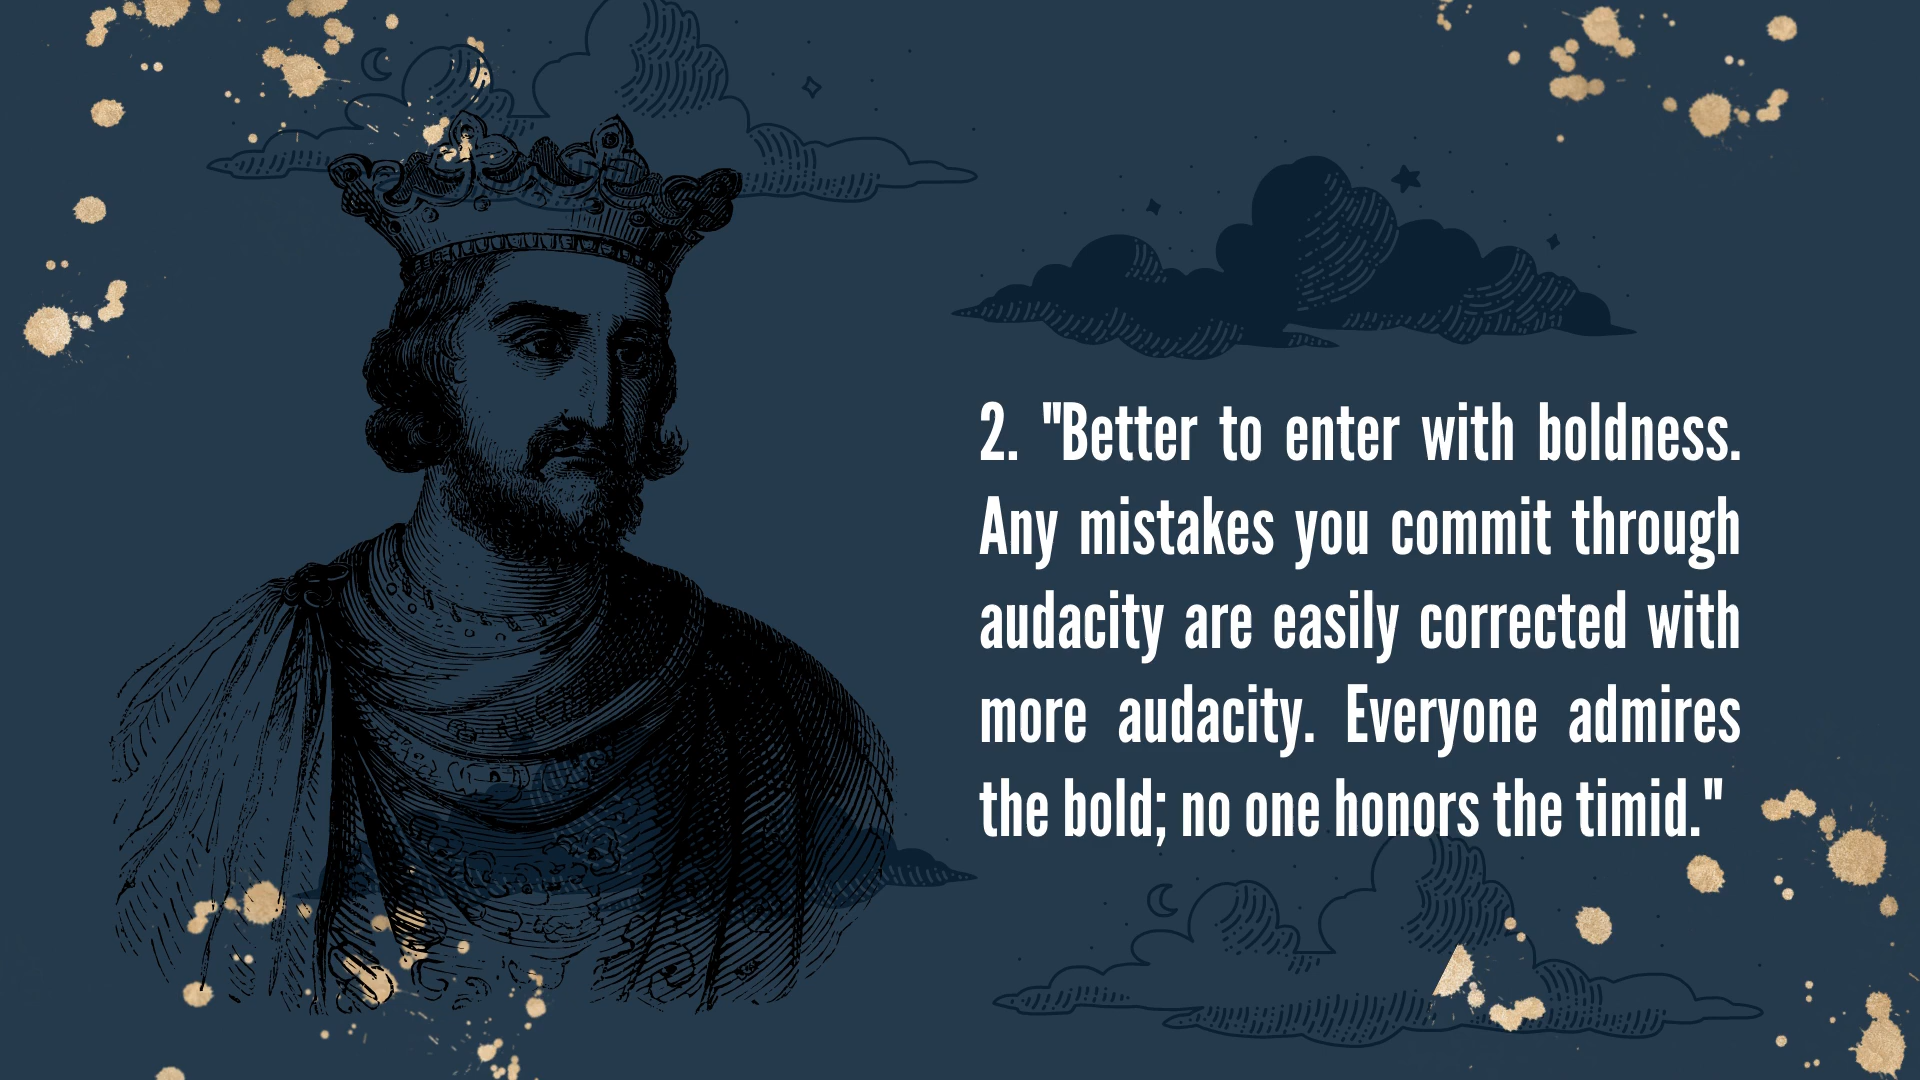 2. "Better to enter with boldness.
Any mistakes you commit through
audacity are easily corrected with
more audacity. Everyone admires
the bold; no one honors the timid."